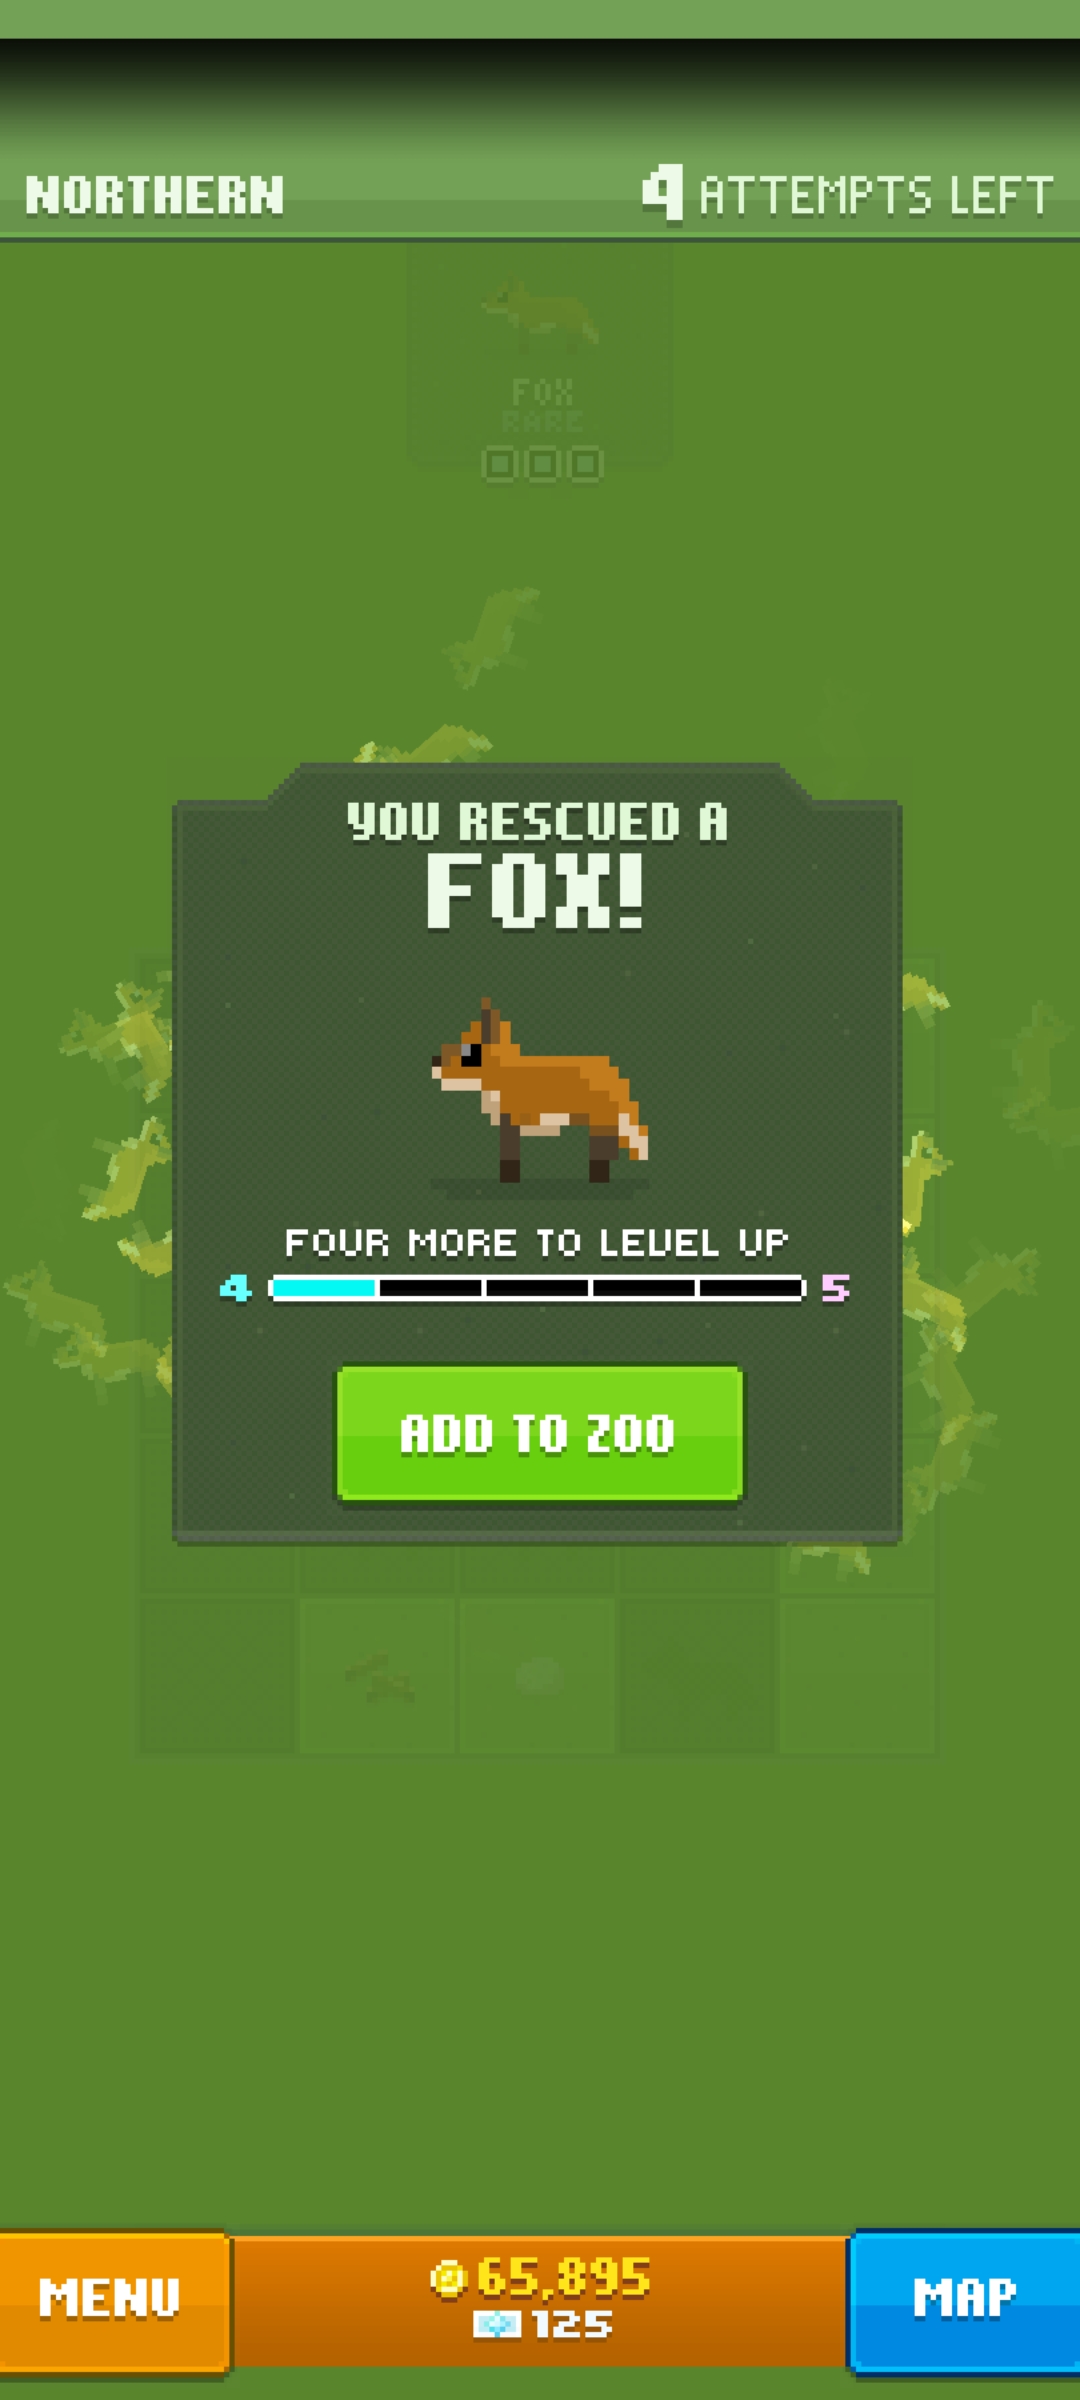 NORTHERN
4 ATTEMPTS LEFT
FOX
RARE
YOU RESCUED A
FOX!
FOUR MORE TO LEVEL UP
4 5
ADD TO ZOO
MENU
65,895
125
MAP